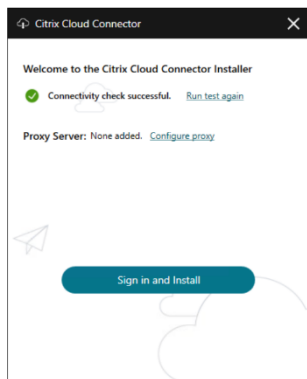 Citrix Cloud Connector
Welcome to the Citrix Cloud Connector Installer
Connectivity check successful. Run test again
Proxy Server: None added. Configure proxy
Sign in and Install